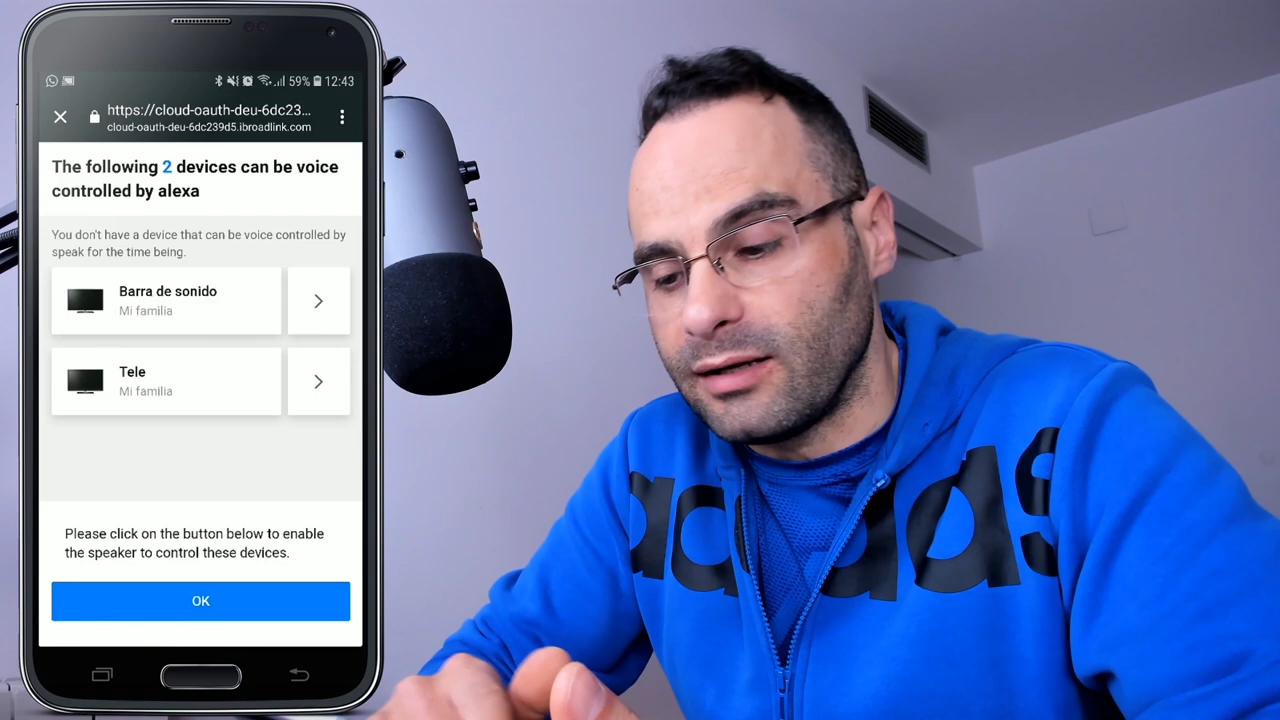 59% 12:43
https://cloud-oauth-deu-6dc23...
cloud-oauth-deu-6dc239d5.ibroadlink.com
The following 2 devices can be voice
controlled by alexa
You don't have a device that can be voice controlled by
speak for the time being.
Barra de sonido
Mi familia
Tele
Mi familia
Please click on the button below to enable
the speaker to control these devices.
OK
adidas